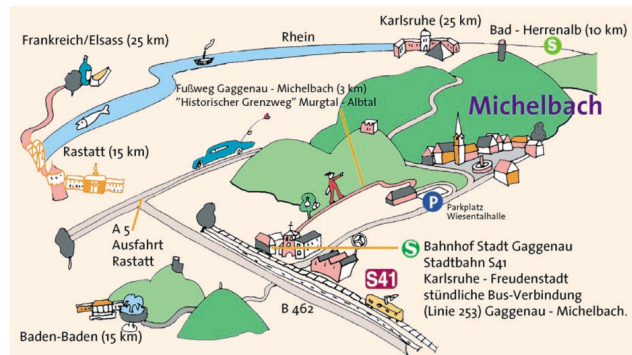 Karlsruhe (25 km)
Bad - Herrenalb (10 km)
S
Frankreich/Elsass (25 km)
Rhein
Fußweg Gaggenau - Michelbach (3 km)
"Historischer Grenzweg" Murgtal - Albtal
Michelbach
Rastatt (15 km)
P
Parkplatz
Wiesentalhalle
A 5
Ausfahrt
Rastatt
S
Bahnhof Stadt Gaggenau
Stadtbahn S41
Karlsruhe - Freudenstadt
stündliche Bus-Verbindung
(Linie 253) Gaggenau - Michelbach.
S41
B 462
Baden-Baden (15 km)